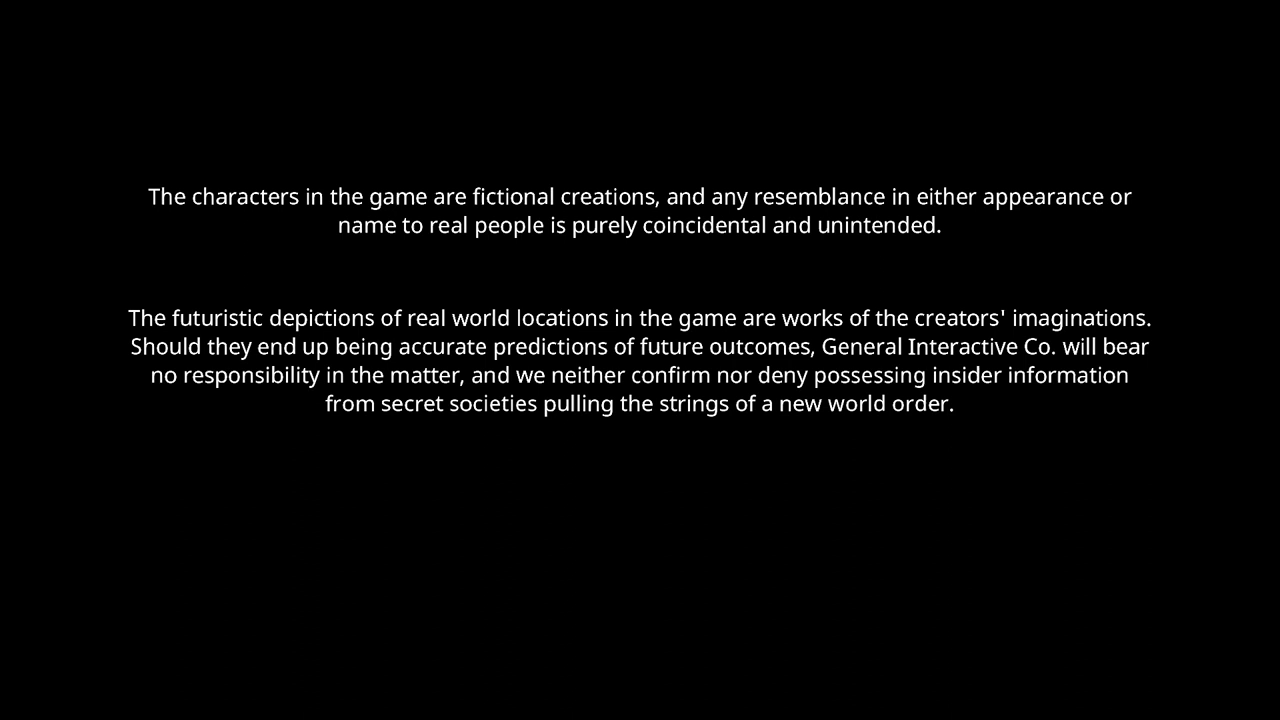 The characters in the game are fictional creations, and any resemblance in either appearance or
name to real people is purely coincidental and unintended.
The futuristic depictions of real world locations in the game are works of the creators' imaginations.
Should they end up being accurate predictions of future outcomes, General Interactive Co. will bear
no responsibility in the matter, and we neither confirm nor deny possessing insider information
from secret societies pulling the strings of a new world order.